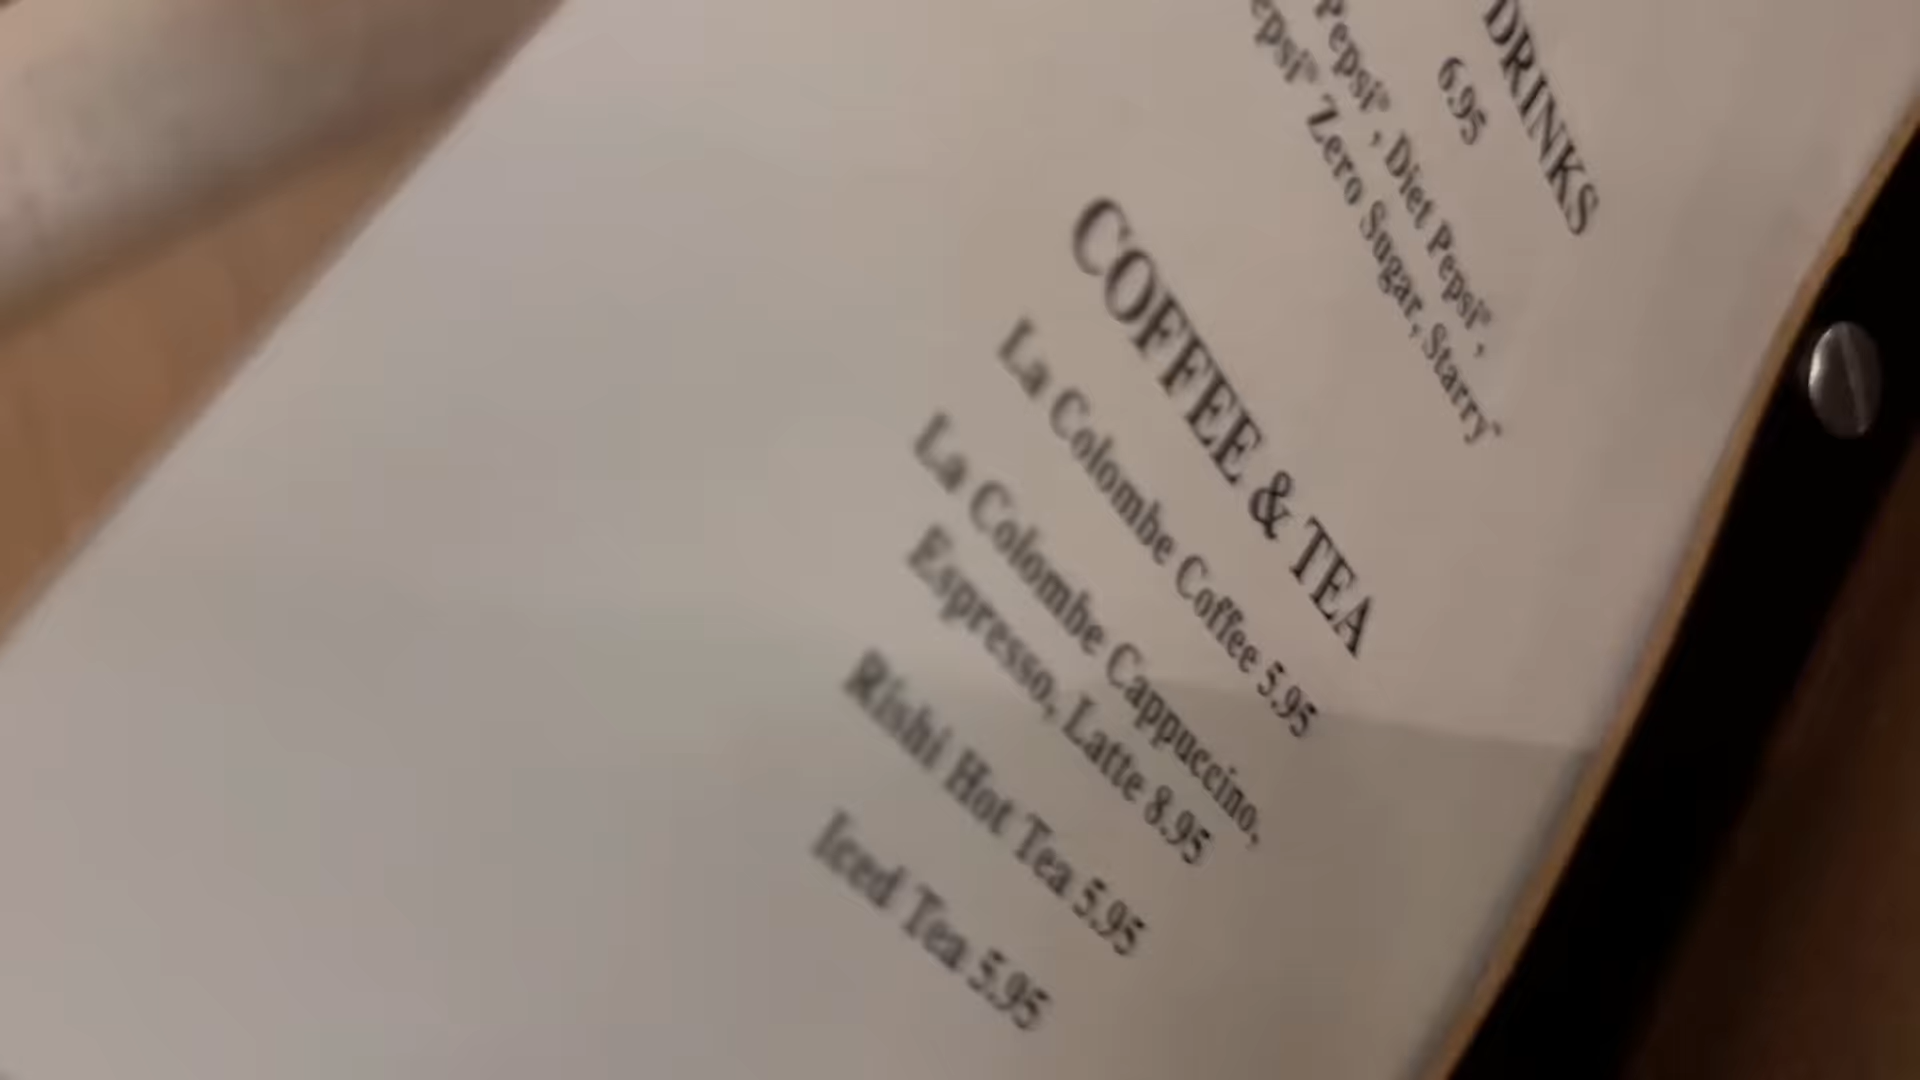 DRINKS
6.95
Pepsi®, Diet Pepsi®,
Zero Sugar, Starry
COFFEE & TEA
La Colombe Coffee 5.95
La Colombe Cappuccino,
Espresso, Latte 8.95
Rishi Hot Tea 5.95
Iced Tea 5.95